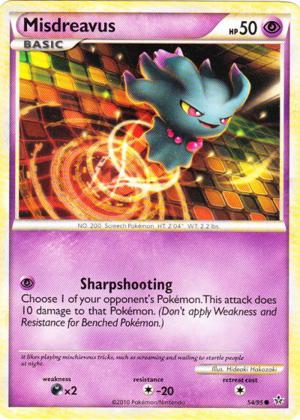 Misdreavus
HP 50
BASIC
NO. 200 Screech Pokémon HT: 2'04" WT: 2.2 lbs.
Sharpshooting
Choose 1 of your opponent's Pokémon. This attack does
10 damage to that Pokémon. (Don't apply Weakness and
Resistance for Benched Pokémon.)
It likes playing mischievous tricks, such as screaming and wailing to startle people
at night.
Illus. Hideaki Hakozaki
weakness
×2
resistance
-20
retreat cost
©2010 Pokémon/Nintendo
54/95